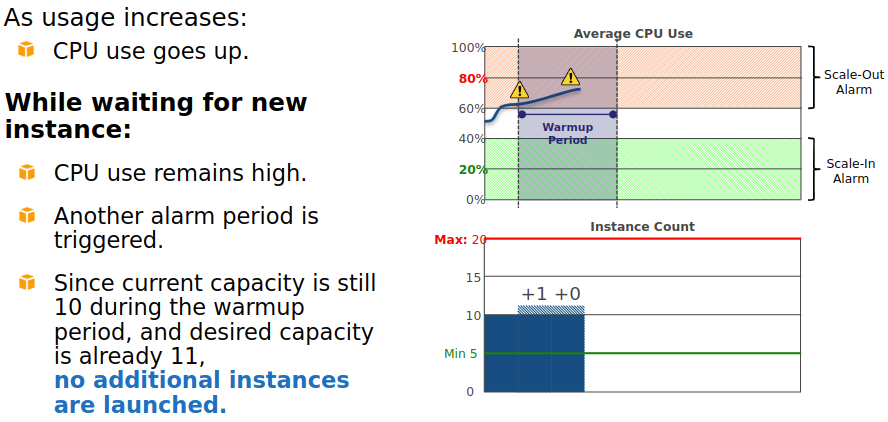 As usage increases:
CPU use goes up.
While waiting for new
instance:
CPU use remains high.
Another alarm period is
triggered.
Since current capacity is still
10 during the warmup
period, and desired capacity
is already 11,
no additional instances
are launched.
Average CPU Use
100%
80%
60%
40%
20%
0%
!
!
Warmup
Period
Scale-Out
Alarm
Scale-In
Alarm
Instance Count
Max: 20
15
10
Min 5
0
+1 +0